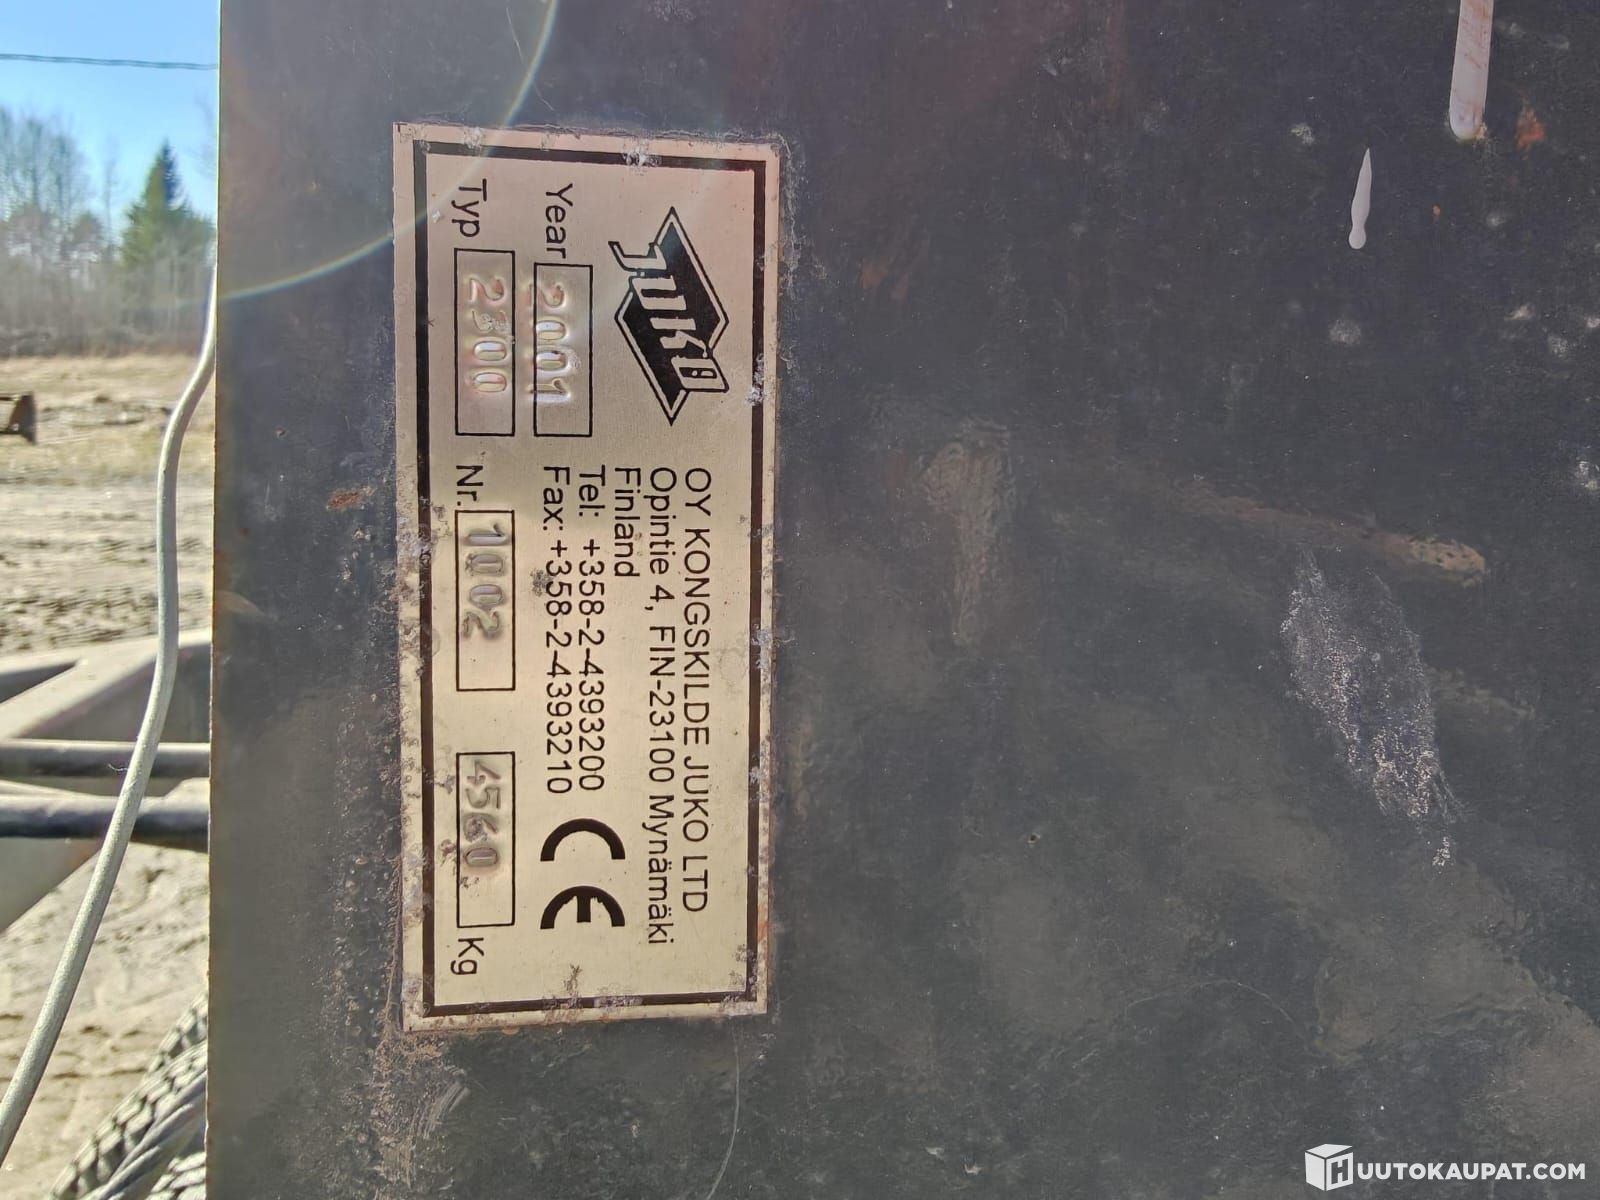 JUKO
OY KONGSKILDE JUKO LTD
Opintie 4, FIN-23100 Mynämäki
Finland
Tel: +358-2-4393200
Fax: +358-2-4393210
Year 2001
Typ 2300 Nr. 1002 4560 Kg
CE
HUUTOKAUPAT.COM